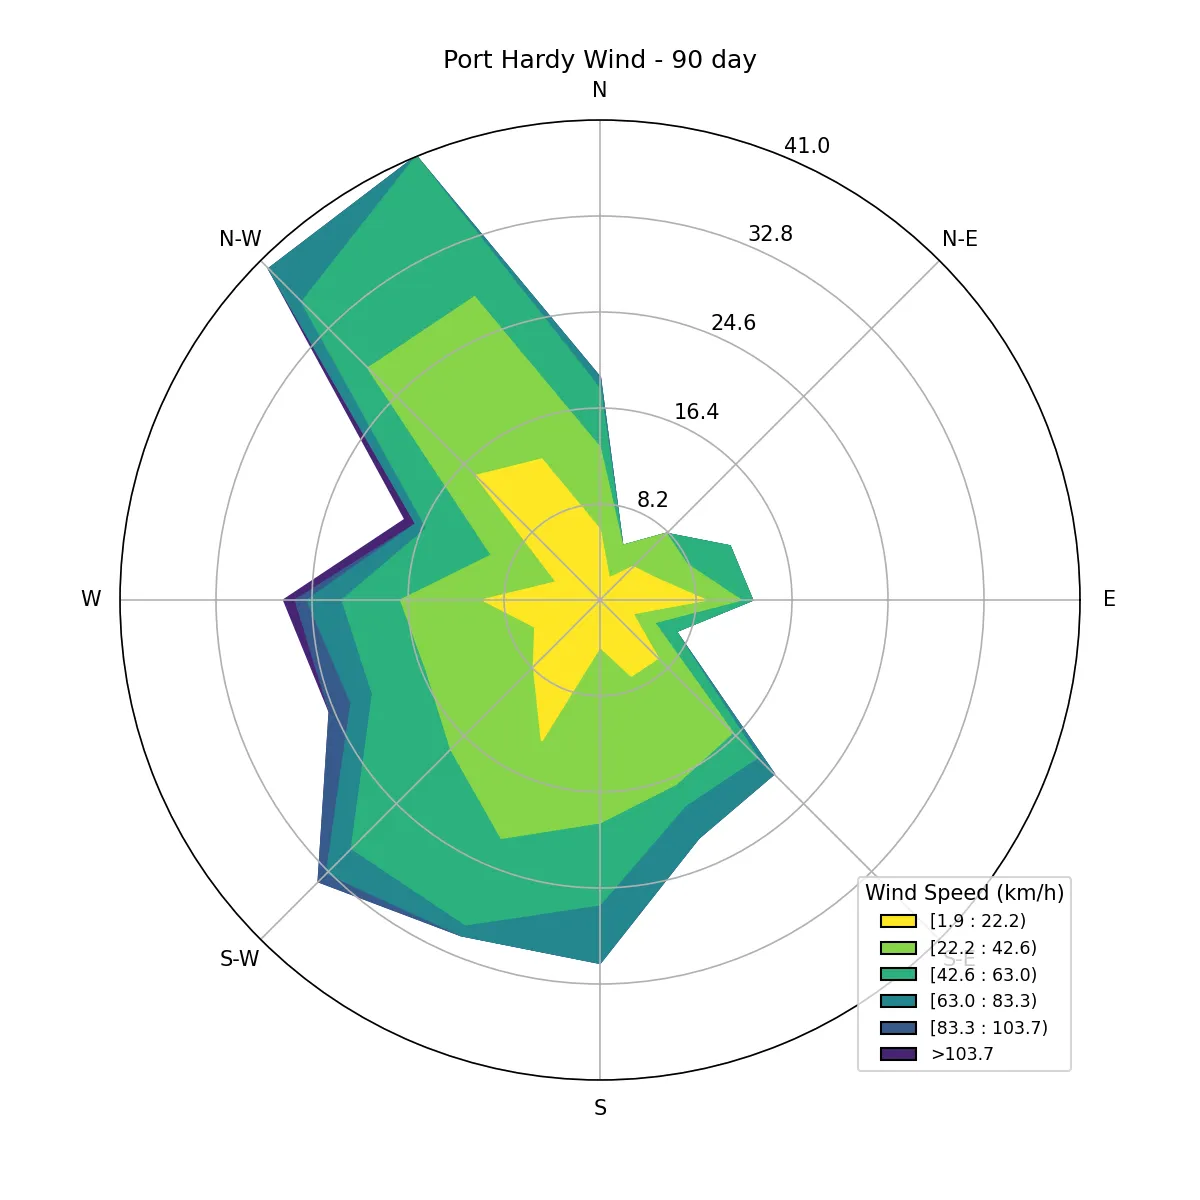 Port Hardy Wind - 90 day
N
41.0
N-W
N-E
32.8
24.6
16.4
8.2
W
E
S-W
S-E
S
Wind Speed (km/h)
[1.9 : 22.2)
[22.2 : 42.6)
[42.6 : 63.0)
[63.0 : 83.3)
[83.3 : 103.7)
>103.7